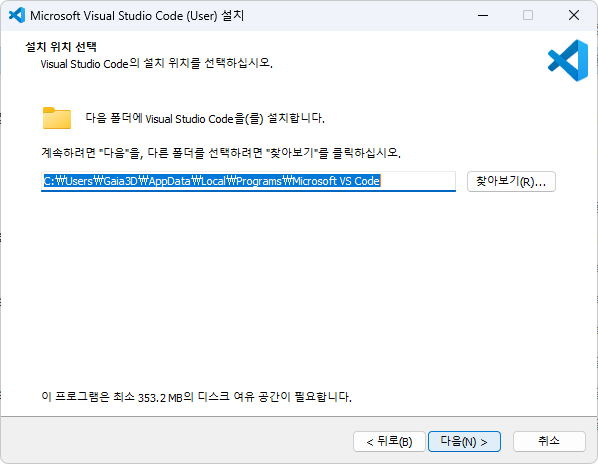 Microsoft Visual Studio Code (User) 설치
설치 위치 선택
Visual Studio Code의 설치 위치를 선택하십시오.
다음 폴더에 Visual Studio Code을(를) 설치합니다.
계속하려면 "다음"을, 다른 폴더를 선택하려면 "찾아보기"를 클릭하십시오.
C:₩Users₩Gaia3D₩AppData₩Local₩Programs₩Microsoft VS Code
찾아보기(R)...
이 프로그램은 최소 353.2 MB의 디스크 여유 공간이 필요합니다.
< 뒤로(B)
다음(N) >
취소